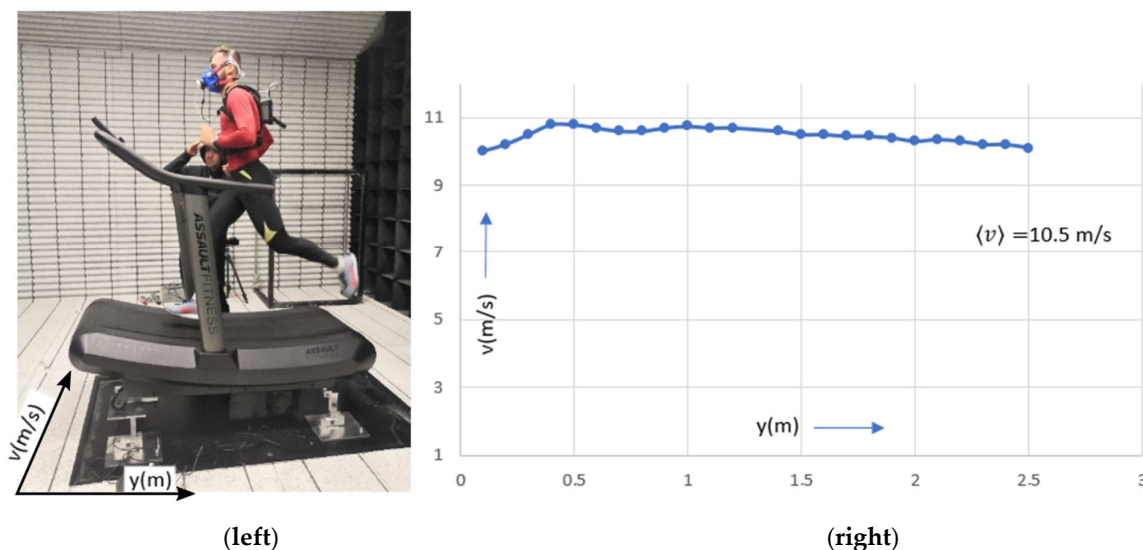 ASSAULTFITNESS
ASSAULT
FITNESS
v(m/s)
y(m)
11
9
7
5
3
1
v(m/s)
⟨v⟩ =10.5 m/s
y(m)
0
0.5
1
1.5
2
2.5
3
(left)
(right)